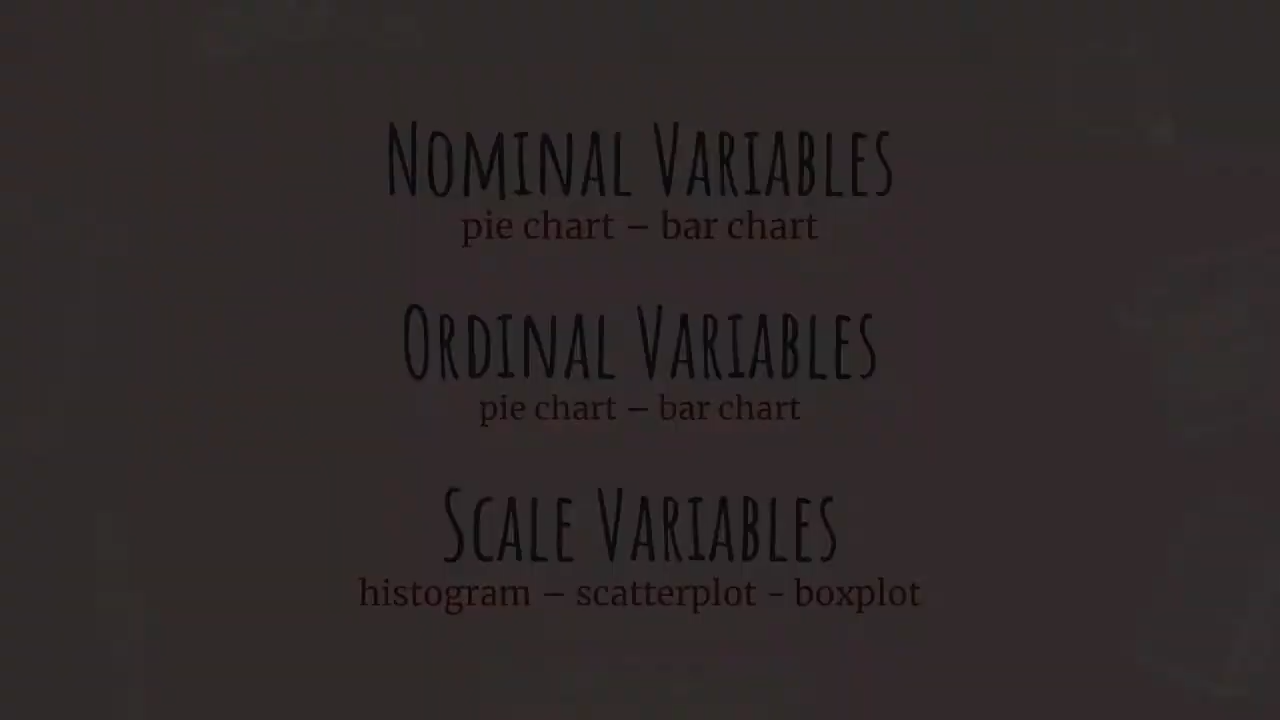 Nominal Variables
pie chart – bar chart
Ordinal Variables
pie chart – bar chart
Scale Variables
histogram – scatterplot - boxplot